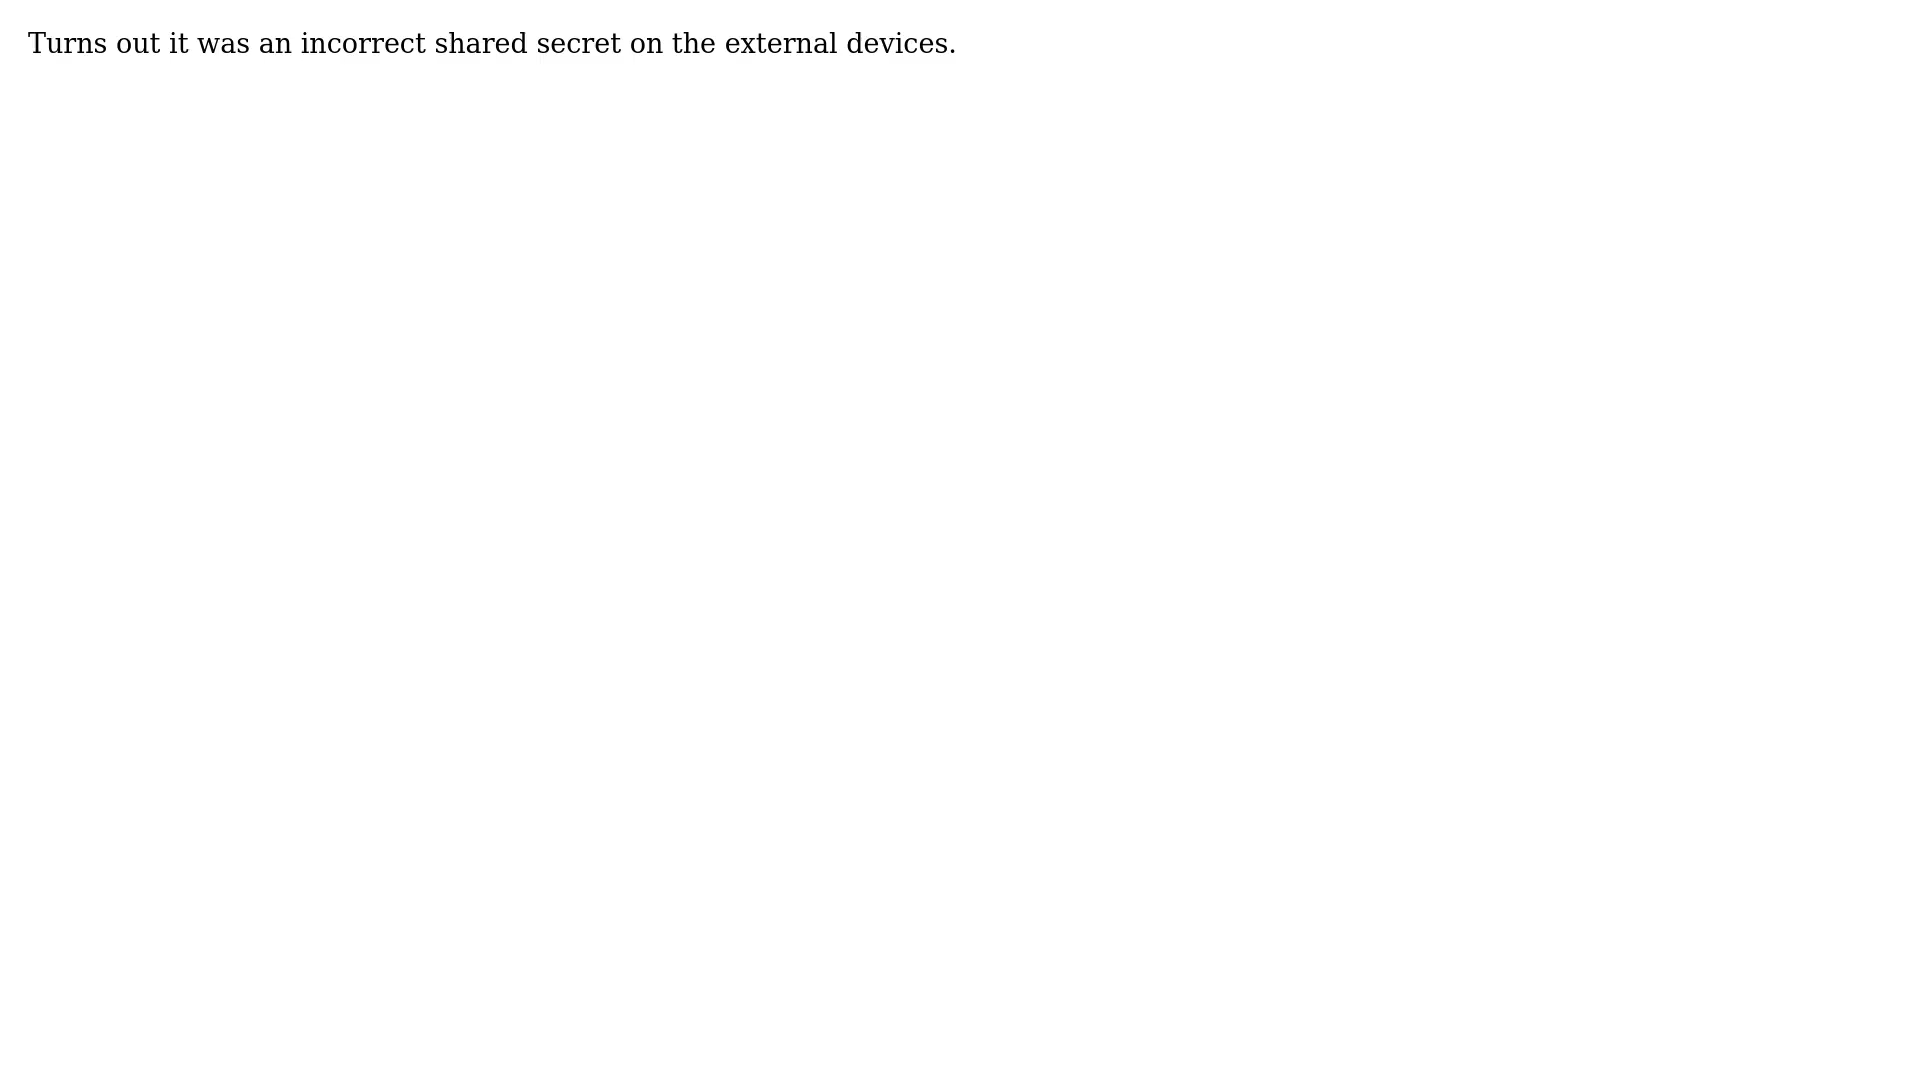 Turns out it was an incorrect shared secret on the external devices.